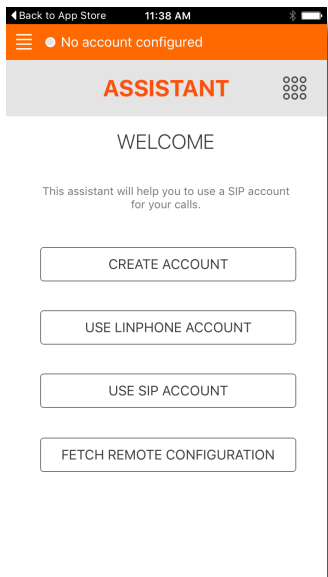 Back to App Store 11:38 AM
No account configured
ASSISTANT
WELCOME
This assistant will help you to use a SIP account
for your calls.
CREATE ACCOUNT
USE LINPHONE ACCOUNT
USE SIP ACCOUNT
FETCH REMOTE CONFIGURATION